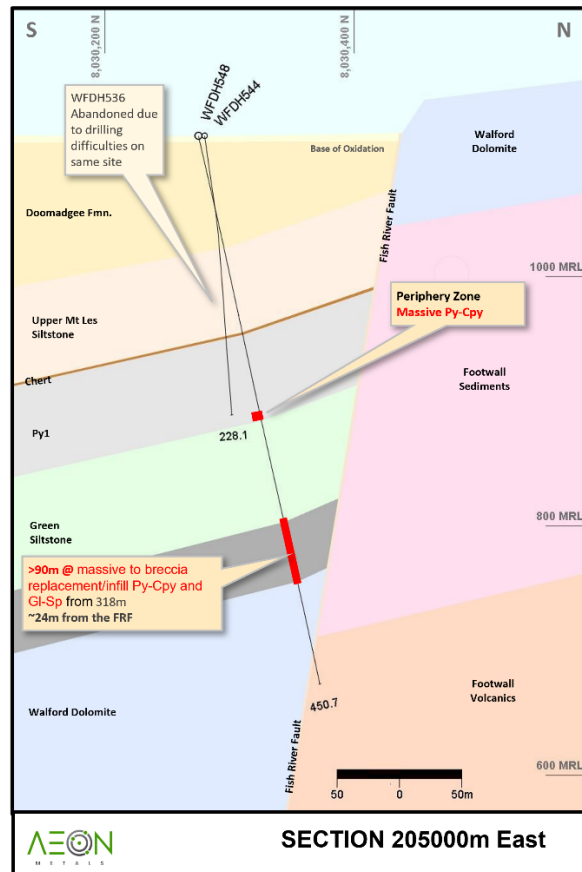 S
N
8,030,200 N
8,030,400 N
WFDH548
WFDH544
WFDH536
Abandoned due
to drilling
difficulties on
same site
Base of Oxidation
Walford
Dolomite
Doomadgee Fmn.
Fish River Fault
1000 MRL
Periphery Zone
Massive Py-Cpy
Upper Mt Les
Siltstone
Footwall
Sediments
Chert
Py1
228.1
800 MRL
Green
Siltstone
>90m @ massive to breccia
replacement/infill Py-Cpy and
Gl-Sp from 318m
~24m from the FRF
Walford Dolomite
Footwall
Volcanics
450.7
Fish River Fault
600 MRL
50
0
50m
AEON
METALS
SECTION 205000m East